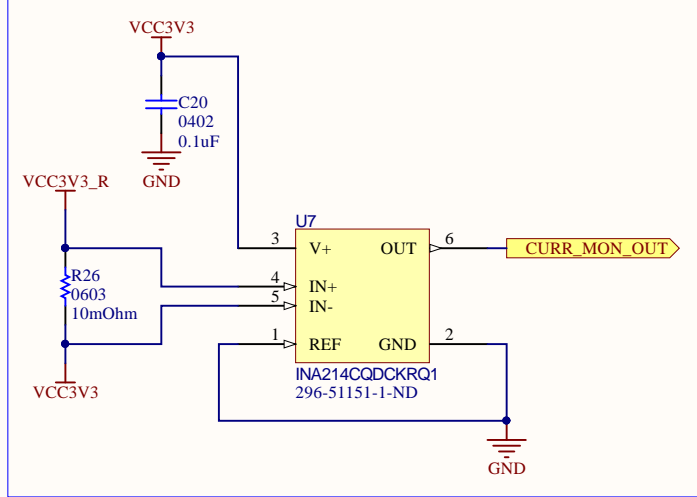 VCC3V3
C20
0402
0.1uF
GND
VCC3V3_R
R26
0603
10mOhm
VCC3V3
U7
3 V+ OUT 6
CURR_MON_OUT
4 IN+
5 IN-
1 REF GND 2
INA214CQDCKRQ1
296-51151-1-ND
GND